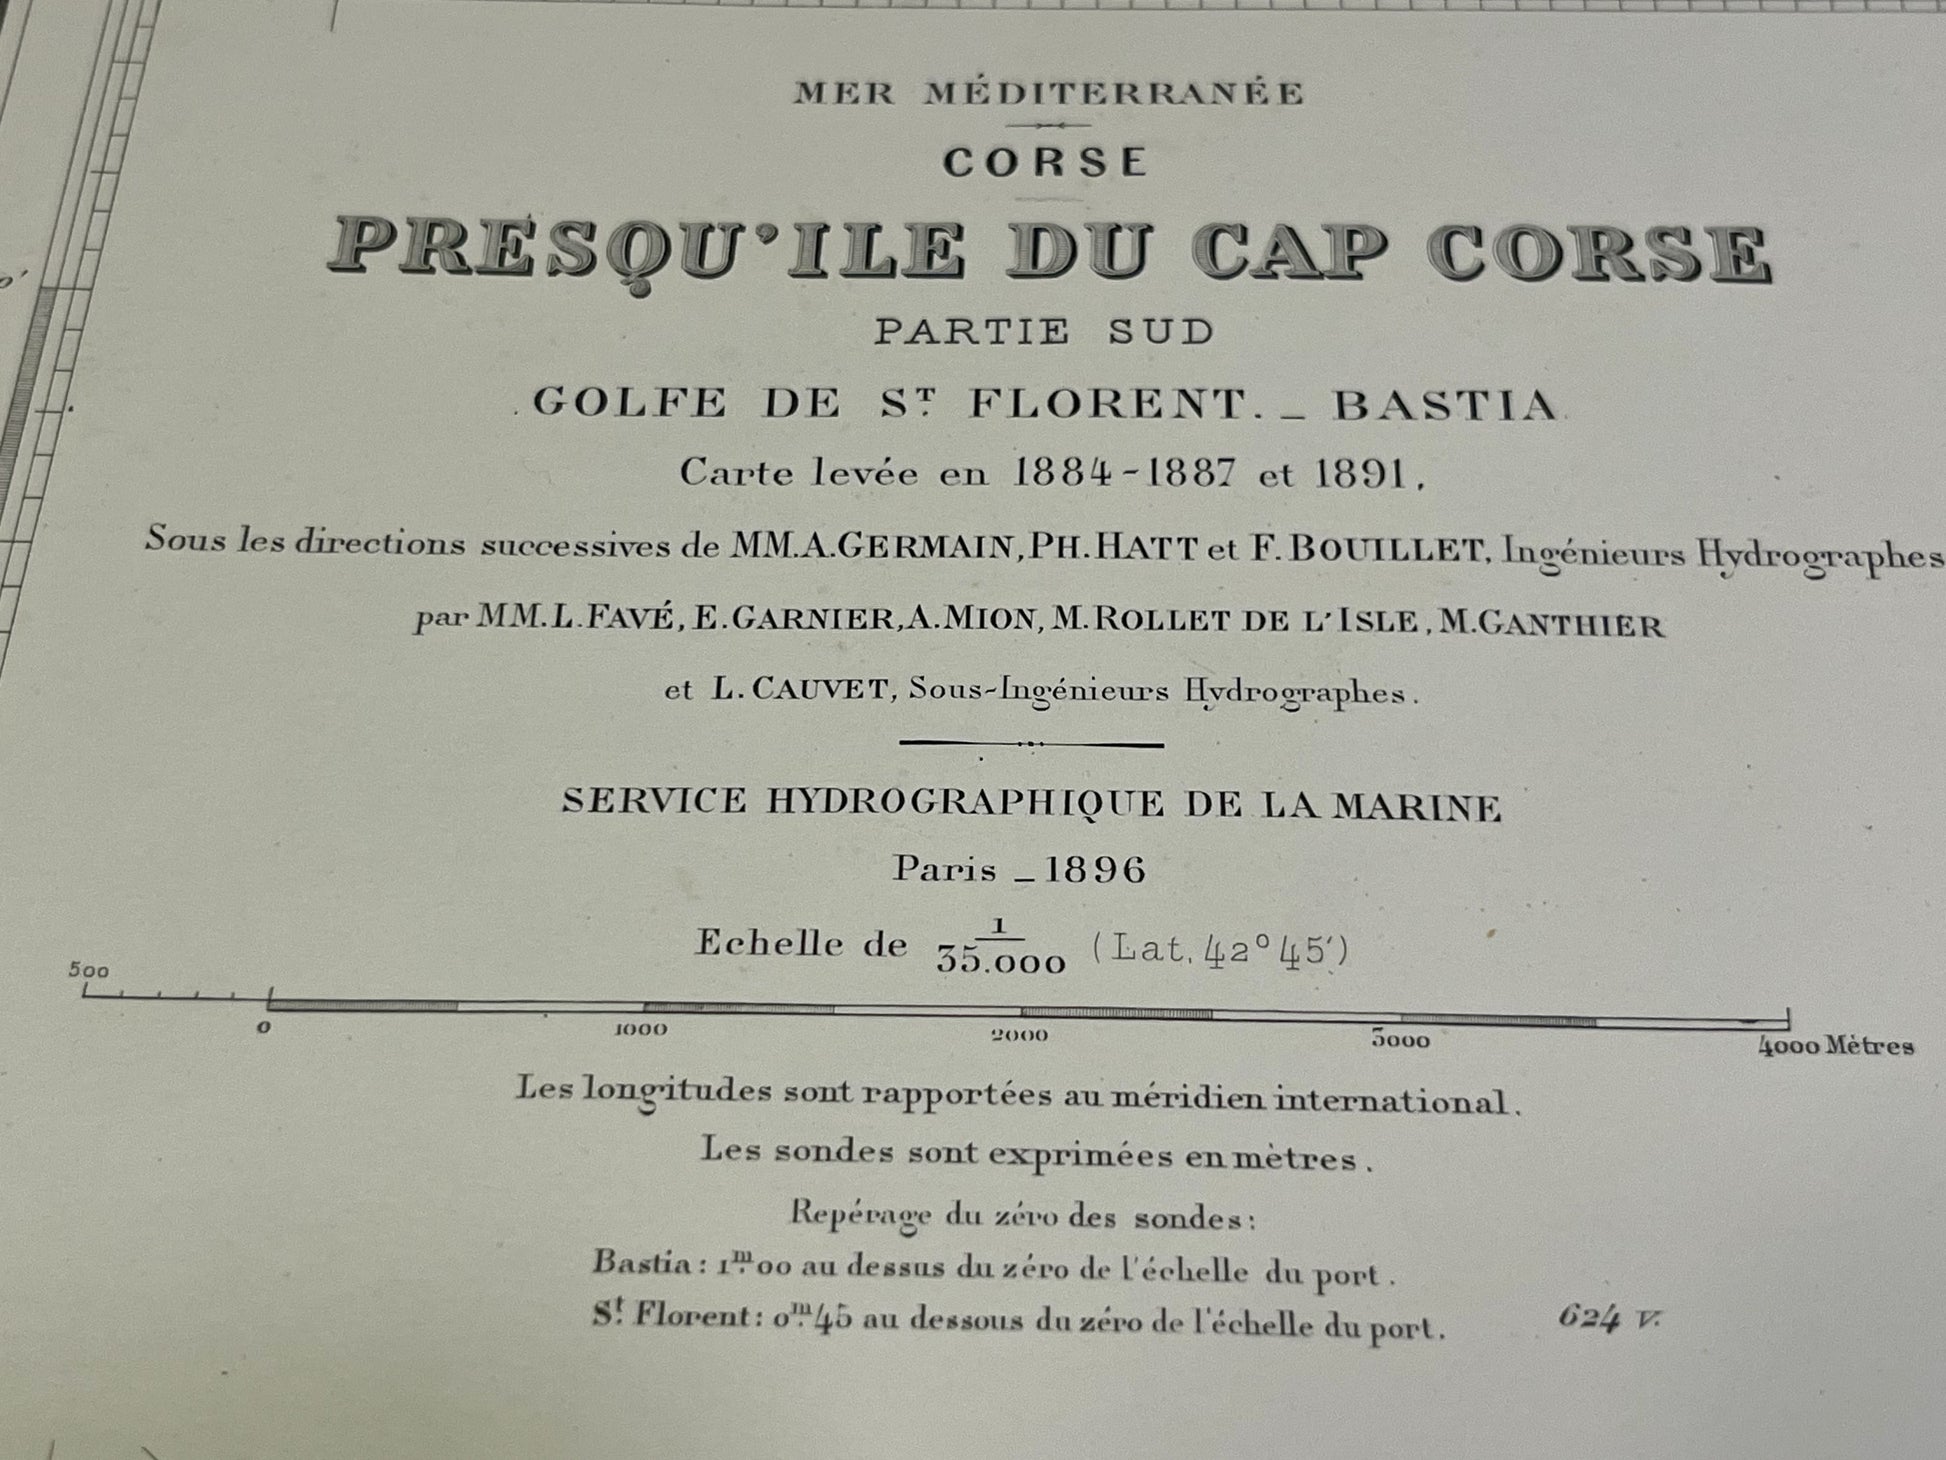 MER MÉDITERRANÉE
CORSE
PRESQU'ILE DU CAP CORSE
PARTIE SUD
GOLFE DE ST. FLORENT. _ BASTIA
Carte levée en 1884-1887 et 1891.
Sous les directions successives de MM. A. GERMAIN, PH. HATT et F. BOUILLET, Ingénieurs Hydrographes
par MM. L. FAVÉ, E. GARNIER, A. MION, M. ROLLET DE L'ISLE, M. GANTHIER
et L. CAUVET, Sous-Ingénieurs Hydrographes.
SERVICE HYDROGRAPHIQUE DE LA MARINE
Paris _ 1896
Echelle de 1/35.000 (Lat. 42° 45')
500
0 1000 2000 3000 4000 Mètres
Les longitudes sont rapportées au méridien international.
Les sondes sont exprimées en mètres.
Repérage du zéro des sondes:
Bastia: 1m.00 au dessus du zéro de l'échelle du port.
St. Florent: 0m.45 au dessous du zéro de l'échelle du port.
624 V.